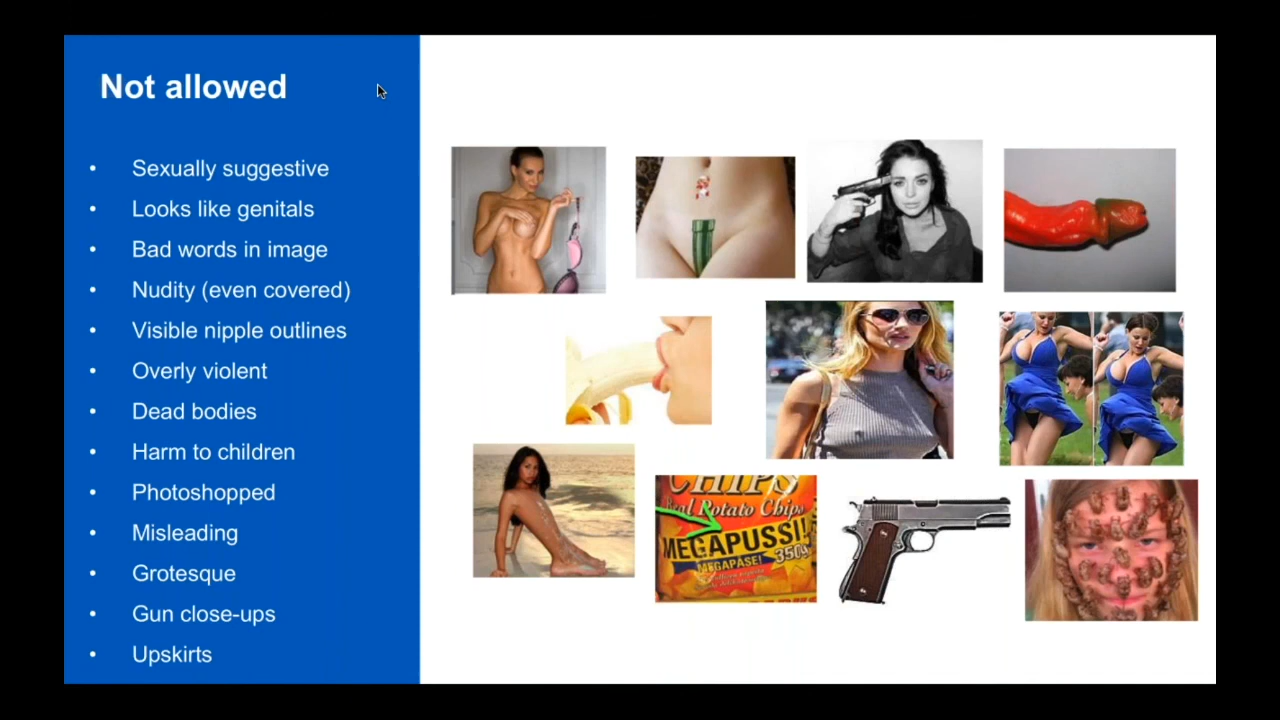 Not allowed
• Sexually suggestive
• Looks like genitals
• Bad words in image
• Nudity (even covered)
• Visible nipple outlines
• Overly violent
• Dead bodies
• Harm to children
• Photoshopped
• Misleading
• Grotesque
• Gun close-ups
• Upskirts
CHIPS
Real Potato Chips
MEGAPUSSI!
MEGAPASE!
350g